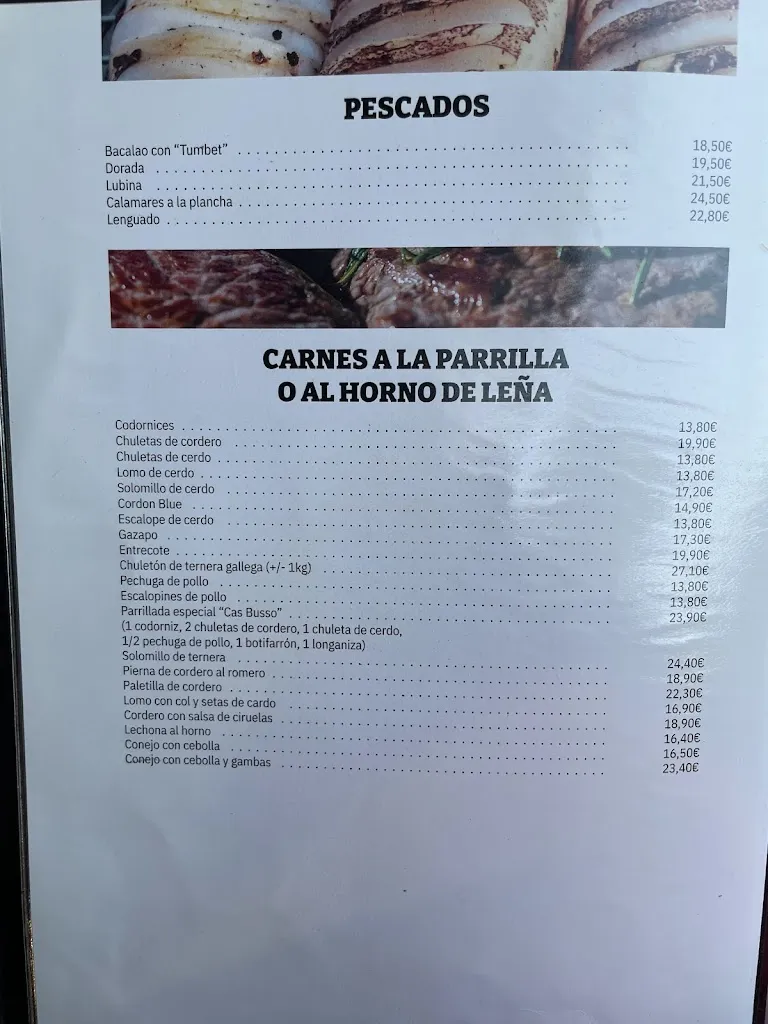 PESCADOS
Bacalao con “Tumbet” 18,50€
Dorada 19,50€
Lubina 21,50€
Calamares a la plancha 24,50€
Lenguado 22,80€
CARNES A LA PARRILLA
O AL HORNO DE LEÑA
Codornices 13,80€
Chuletas de cordero 19,90€
Chuletas de cerdo 13,80€
Lomo de cerdo 13,80€
Solomillo de cerdo 17,20€
Cordon Blue 14,90€
Escalope de cerdo 13,80€
Gazapo 17,30€
Entrecote 19,90€
Chuletón de ternera gallega (+/- 1kg) 27,10€
Pechuga de pollo 13,80€
Escalopines de pollo 13,80€
Parrillada especial “Cas Busso” 23,90€
(1 codorniz, 2 chuletas de cordero, 1 chuleta de cerdo,
1/2 pechuga de pollo, 1 botifarrón, 1 longaniza)
Solomillo de ternera 24,40€
Pierna de cordero al romero 18,90€
Paletilla de cordero 22,30€
Lomo con col y setas de cardo 16,90€
Cordero con salsa de ciruelas 18,90€
Lechona al horno 16,40€
Conejo con cebolla 16,50€
Conejo con cebolla y gambas 23,40€